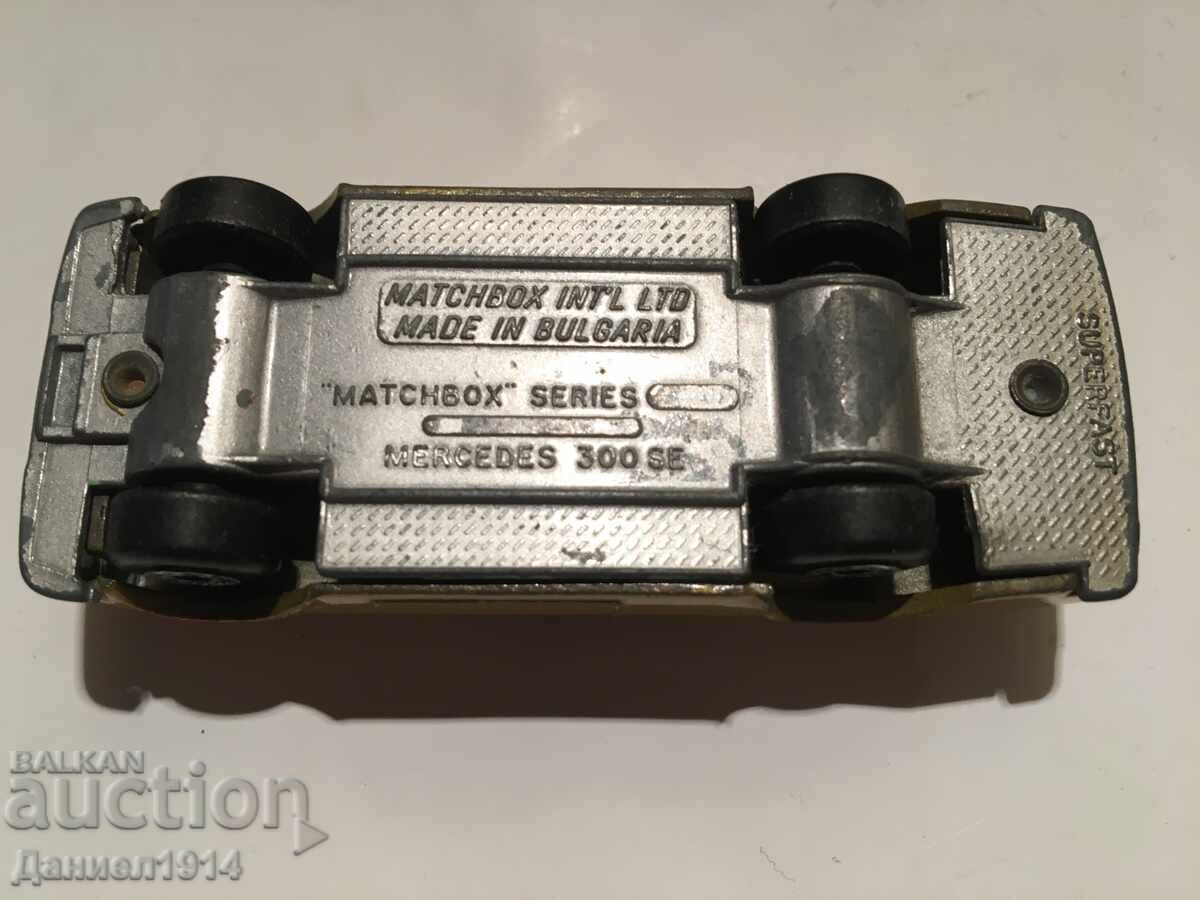 MATCHBOX INT'L LTD
MADE IN BULGARIA
"MATCHBOX" SERIES
MERCEDES 300 SE
SUPERFAST
BALKAN
auction
Даниел1914